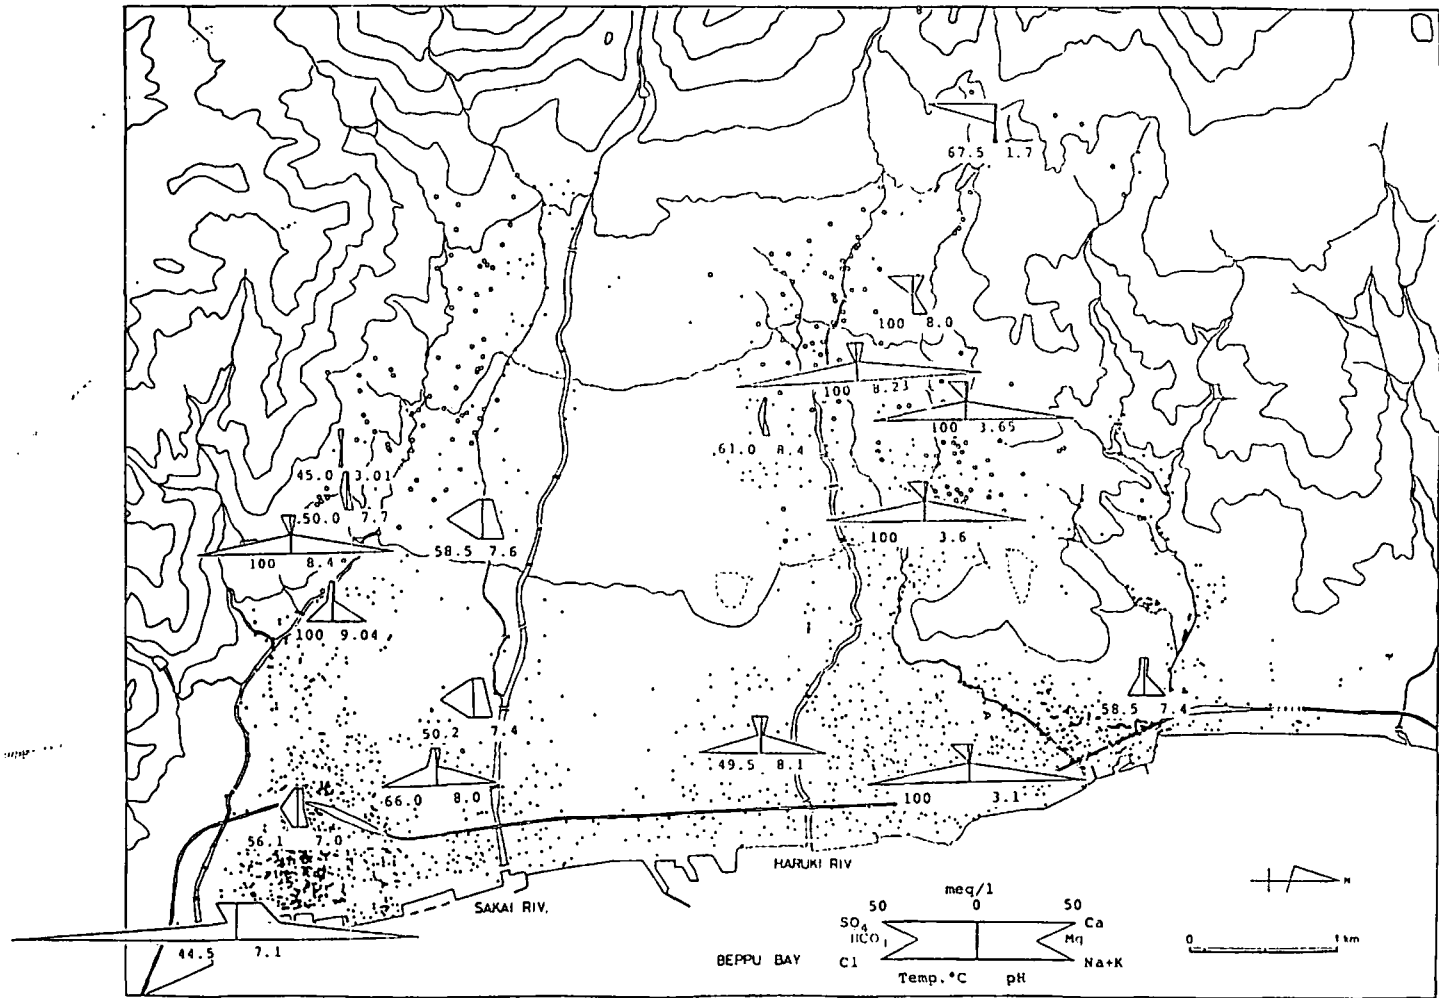 67.5 1.7
100 8.0
100 8.23
100 3.65
61.0 8.4
45.0 3.01
50.0 7.7
100 3.6
58.5 7.6
100 8.4
100 9.04
58.5 7.4
50.2 7.4
49.5 8.1
66.0 8.0
100 3.1
56.1 7.0
HARUKI RIV
SAKAI RIV.
N
meq/l
50 0 50
SO4 Ca
HCO3 Mg
Cl Na+K
Temp.°C pH
BEPPU BAY
0 1 km
44.5 7.1